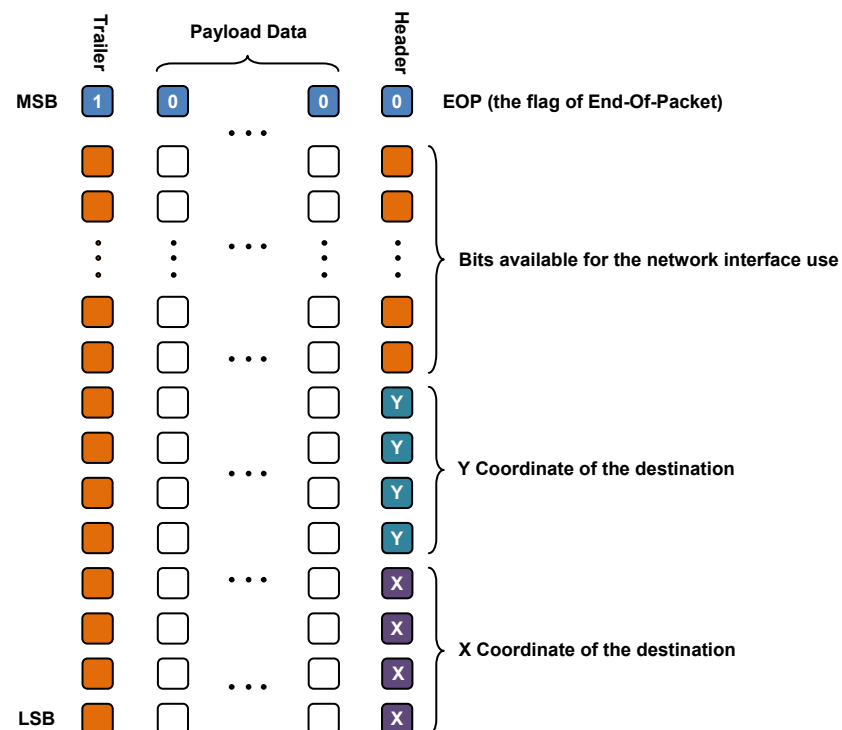 Trailer
Payload Data
Header
MSB 1 0 0 0 EOP (the flag of End-Of-Packet)
Bits available for the network interface use
Y
Y
Y Coordinate of the destination
Y
Y
X
X
X Coordinate of the destination
X
LSB X